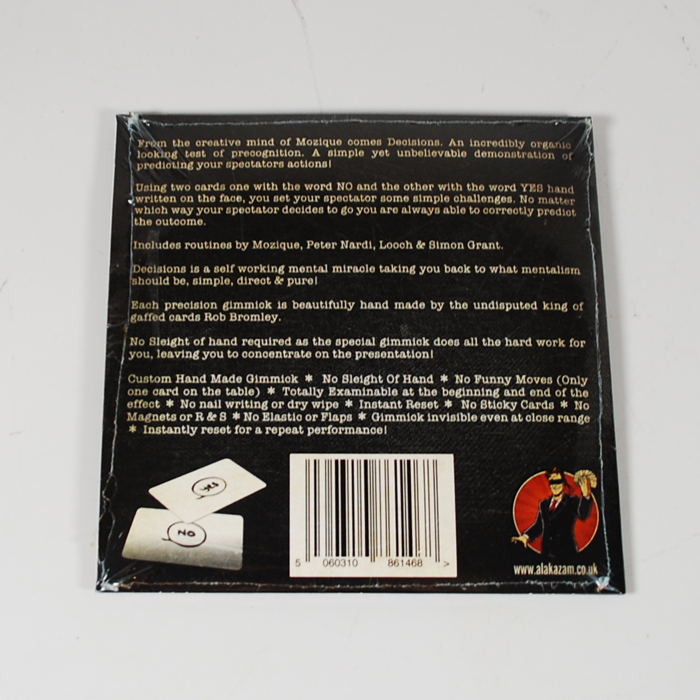 From the creative mind of Mozique comes Decisions. An incredibly organic
looking test of precognition. A simple yet unbelievable demonstration of
predicting your spectators actions!
Using two cards one with the word NO and the other with the word YES hand
written on the face, you set your spectator some simple challenges. No matter
which way your spectator decides to go you are always able to correctly predict
the outcome.
Includes routines by Mozique, Peter Nardi, Looch & Simon Grant.
Decisions is a self working mental miracle taking you back to what mentalism
should be, simple, direct & pure!
Each precision gimmick is beautifully hand made by the undisputed king of
gaffed cards Rob Bromley.
No Sleight of hand required as the special gimmick does all the hard work for
you, leaving you to concentrate on the presentation!
Custom Hand Made Gimmick * No Sleight Of Hand * No Funny Moves (Only
one card on the table) * Totally Examinable at the beginning and end of the
effect * No nail writing or dry wipe * Instant Reset * No Sticky Cards * No
Magnets or R & S * No Elastic or Flaps * Gimmick invisible even at close range
* Instantly reset for a repeat performance!
YES
NO
5 060310 861468 >
www.alakazam.co.uk